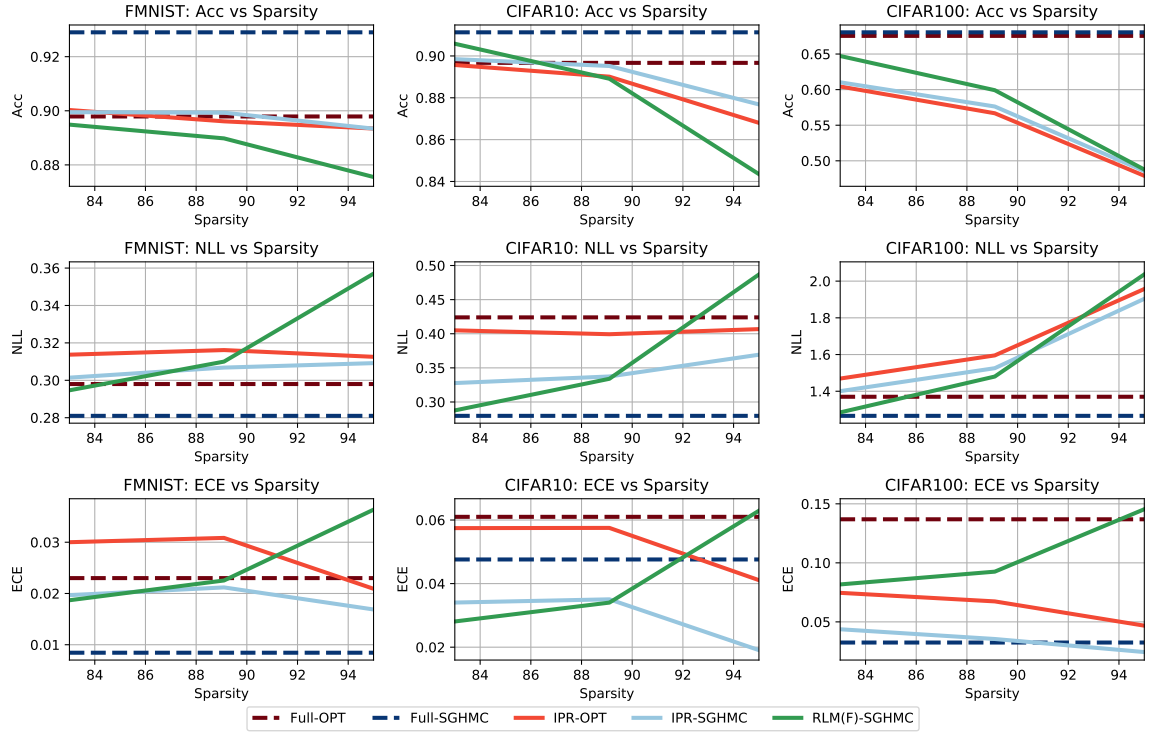 FMNIST: Acc vs Sparsity
CIFAR10: Acc vs Sparsity
CIFAR100: Acc vs Sparsity
Acc
0.92
0.90
0.88
84 86 88 90 92 94
Sparsity
Acc
0.90
0.88
0.86
0.84
84 86 88 90 92 94
Sparsity
Acc
0.65
0.60
0.55
0.50
84 86 88 90 92 94
Sparsity
FMNIST: NLL vs Sparsity
CIFAR10: NLL vs Sparsity
CIFAR100: NLL vs Sparsity
NLL
0.36
0.34
0.32
0.30
0.28
84 86 88 90 92 94
Sparsity
NLL
0.50
0.45
0.40
0.35
0.30
84 86 88 90 92 94
Sparsity
NLL
2.0
1.8
1.6
1.4
84 86 88 90 92 94
Sparsity
FMNIST: ECE vs Sparsity
CIFAR10: ECE vs Sparsity
CIFAR100: ECE vs Sparsity
ECE
0.03
0.02
0.01
84 86 88 90 92 94
Sparsity
ECE
0.06
0.04
0.02
84 86 88 90 92 94
Sparsity
ECE
0.15
0.10
0.05
84 86 88 90 92 94
Sparsity
Full-OPT Full-SGHMC IPR-OPT IPR-SGHMC RLM(F)-SGHMC